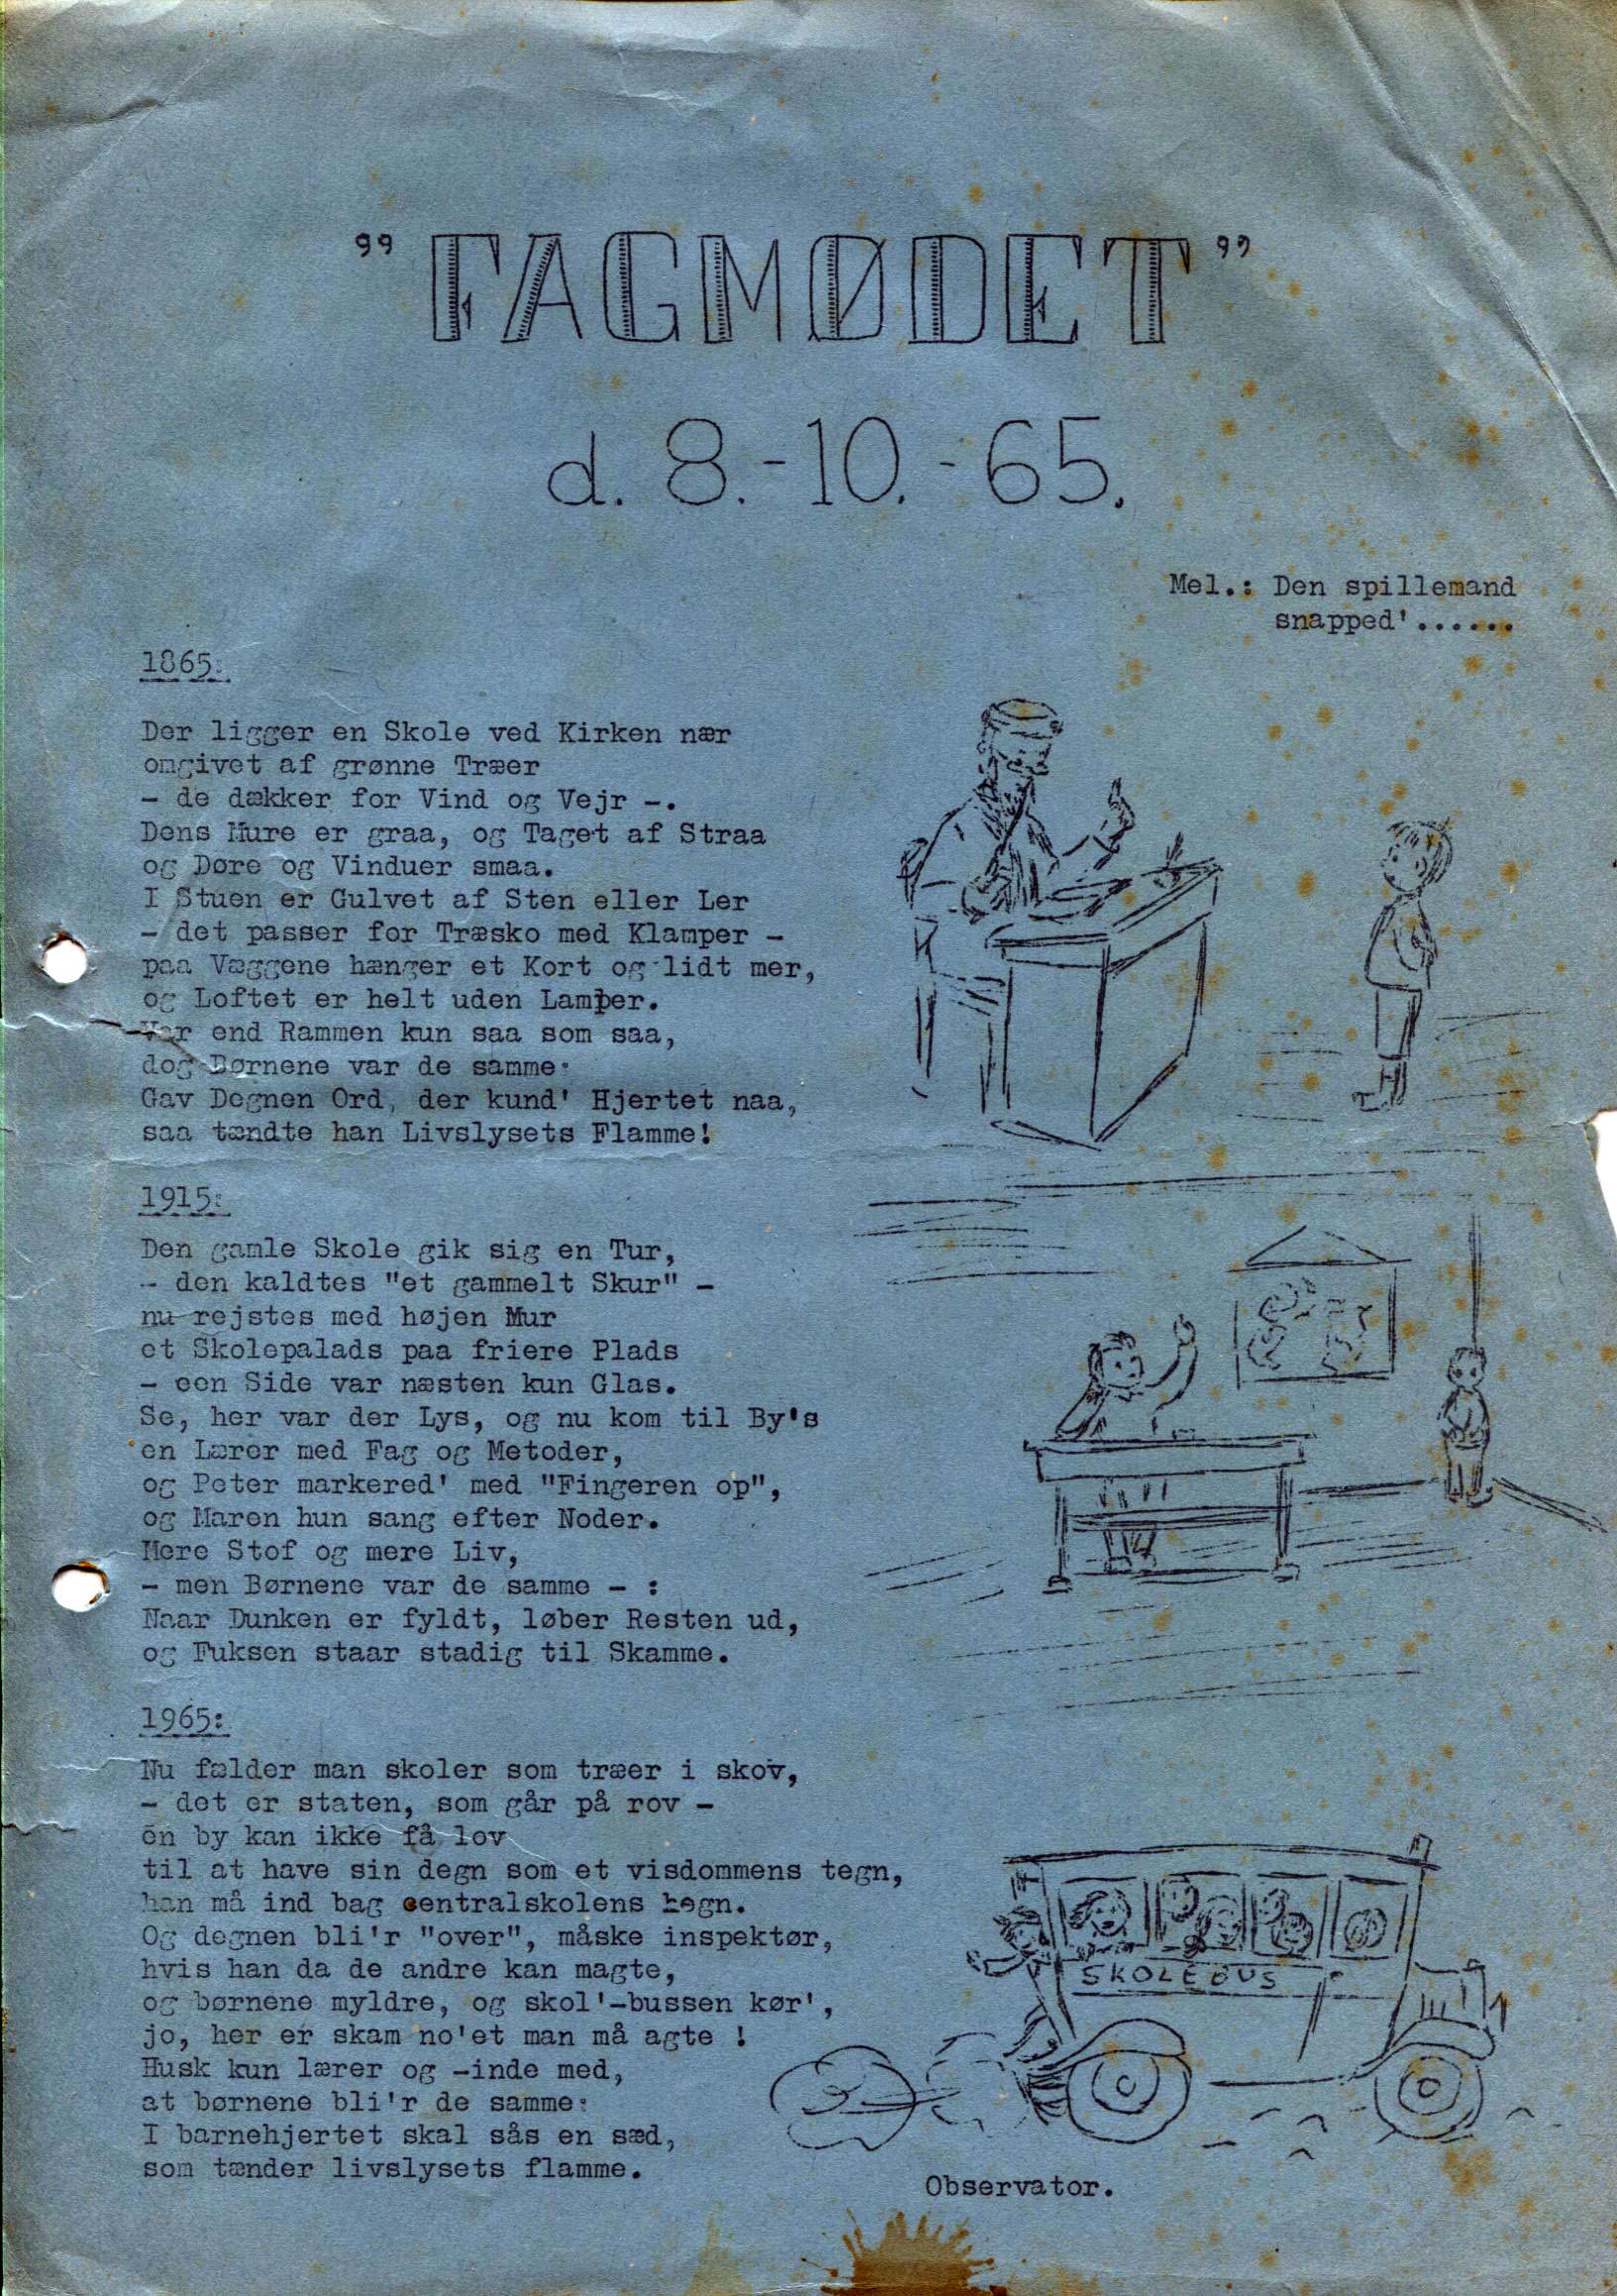 "FAGMØDET"
d. 8.-10.-65.
Mel.: Den spillemand
snapped'......
1865:
Der ligger en Skole ved Kirken nær
omgivet af grønne Træer
- de dækker for Vind og Vejr -.
Dens Mure er graa, og Taget af Straa
og Døre og Vinduer smaa.
I Stuen er Gulvet af Sten eller Ler
- det passer for Træsko med Klamper -
paa Væggene hænger et Kort og lidt mer,
og Loftet er helt uden Lamper.
Var end Rammen kun saa som saa,
dog Børnene var de samme:
Gav Degnen Ord, der kund' Hjertet naa,
saa tændte han Livslysets Flamme!
1915:
Den gamle Skole gik sig en Tur,
- den kaldtes "et gammelt Skur" -
nu rejstes med højen Mur
et Skolepalads paa friere Plads
- een Side var næsten kun Glas.
Se, her var der Lys, og nu kom til By's
en Lærer med Fag og Metoder,
og Peter markered' med "Fingeren op",
og Maren hun sang efter Noder.
Mere Stof og mere Liv,
- men Børnene var de samme - :
Naar Dunken er fyldt, løber Resten ud,
og Fuksen staar stadig til Skamme.
1965:
Nu fælder man skoler som træer i skov,
- det er staten, som går på rov -
en by kan ikke få lov
til at have sin degn som et visdommens tegn,
han må ind bag centralskolens hegn.
Og degnen bli'r "over", måske inspektør,
hvis han da de andre kan magte,
og børnene myldre, og skol'-bussen kør',
jo, her er skam no'et man må agte !
Husk kun lærer og -inde med,
at børnene bli'r de samme:
I barnehjertet skal sås en sæd,
som tænder livslysets flamme.
SKOLEBUS
Observator.